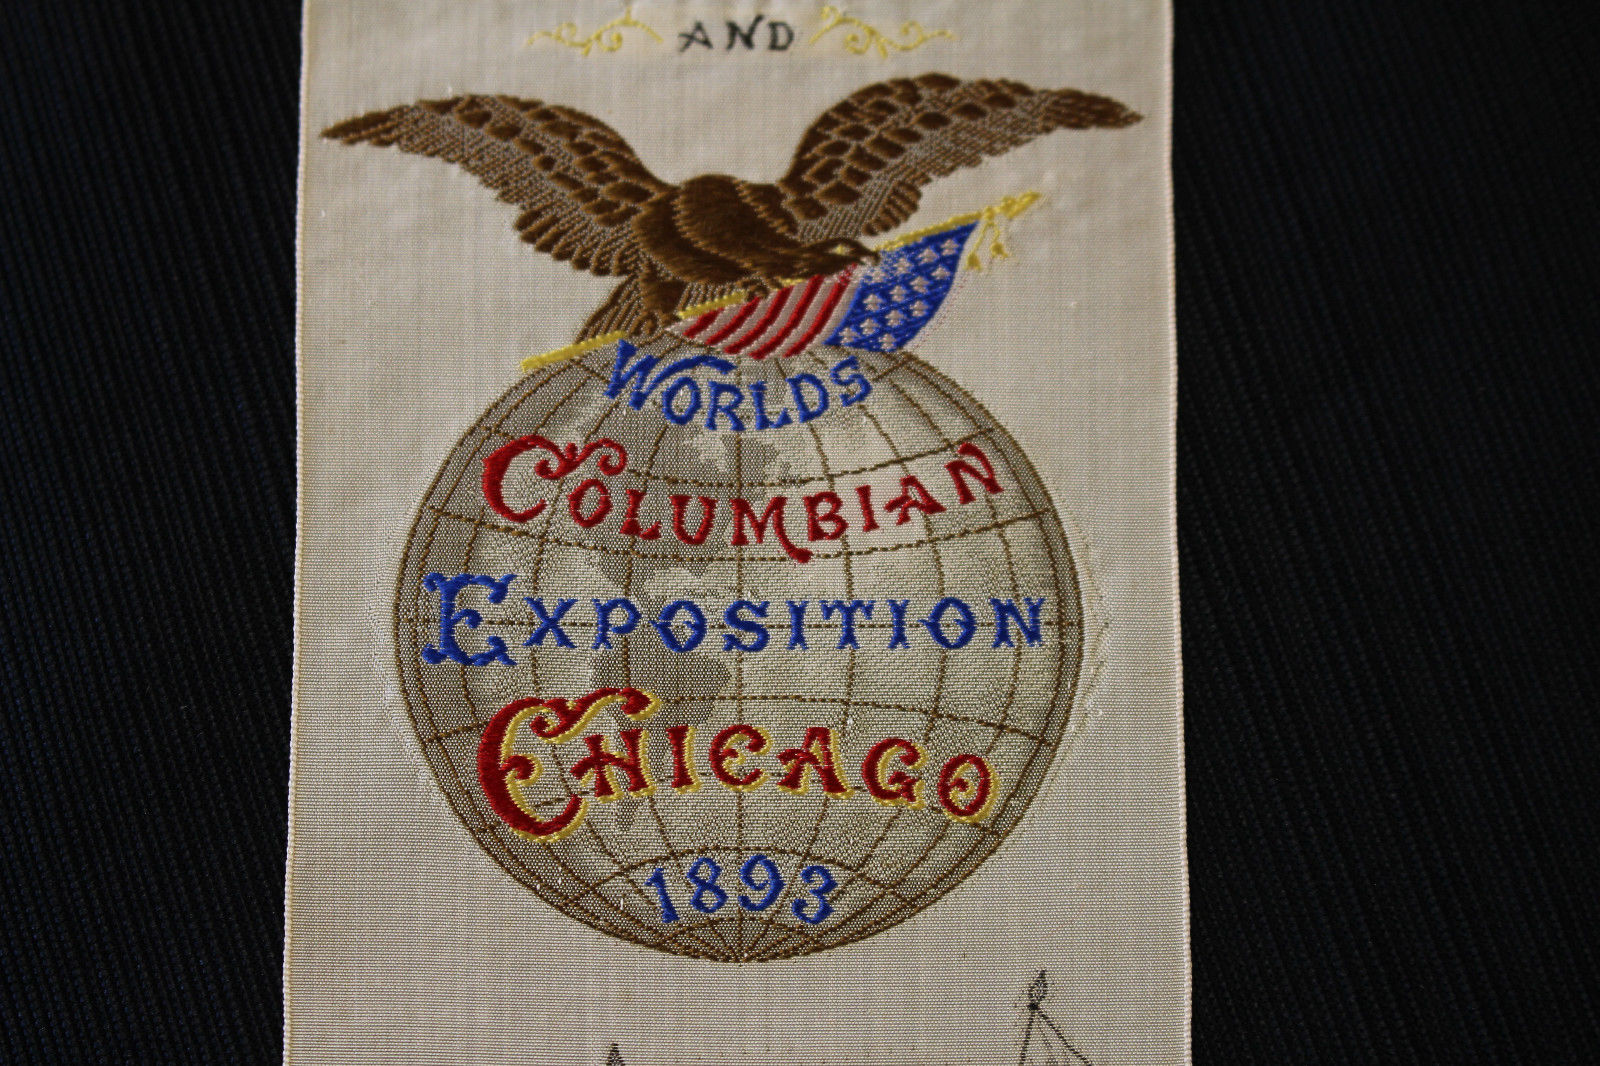 AND
WORLDS
COLUMBIAN
EXPOSITION
CHICAGO
1893